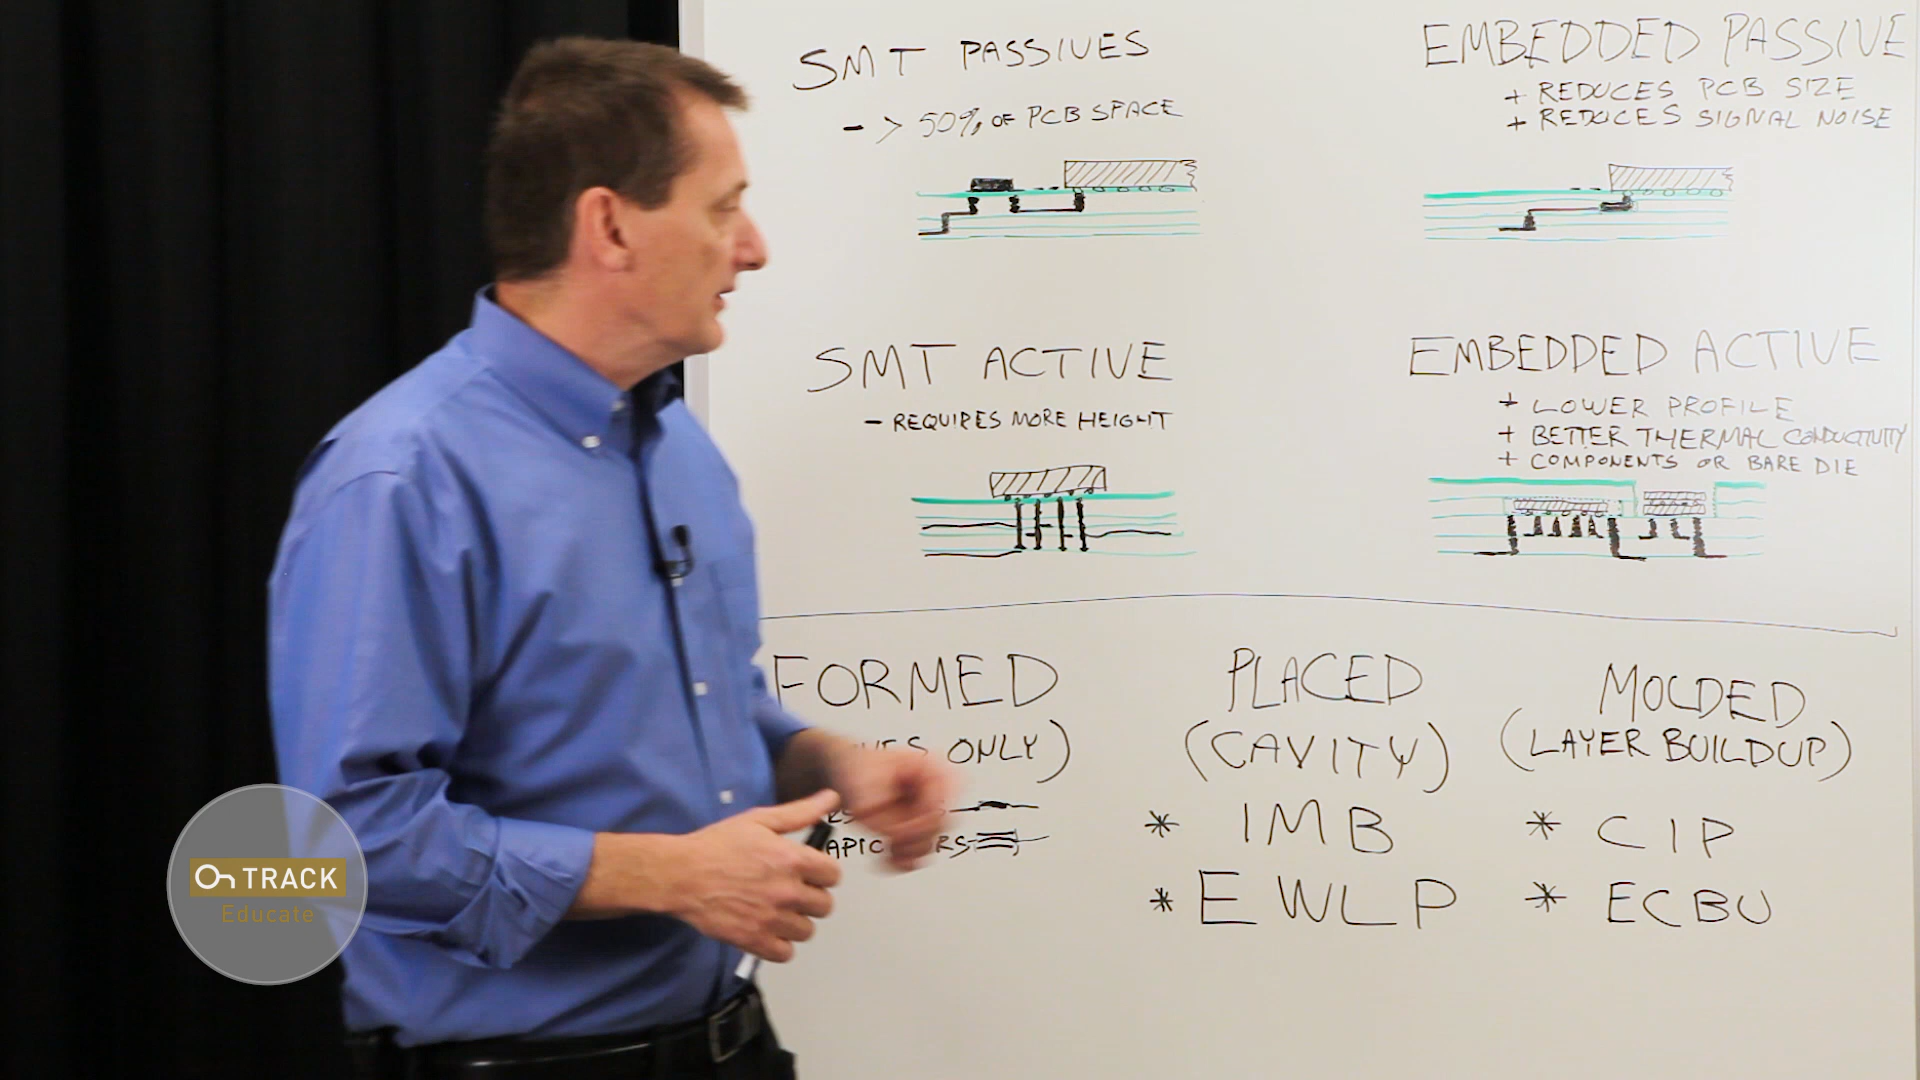 SMT PASSIVES
- > 50% OF PCB SPACE
EMBEDDED PASSIVE
+ REDUCES PCB SIZE
+ REDUCES SIGNAL NOISE
SMT ACTIVE
- REQUIRES MORE HEIGHT
EMBEDDED ACTIVE
+ LOWER PROFILE
+ BETTER THERMAL CONDUCTIVITY
+ COMPONENTS OR BARE DIE
FORMED
ONLY)
PLACED
(CAVITY)
* IMB
* EWLP
MOLDED
(LAYER BUILDUP)
* CIP
* ECBU
On TRACK
Educate